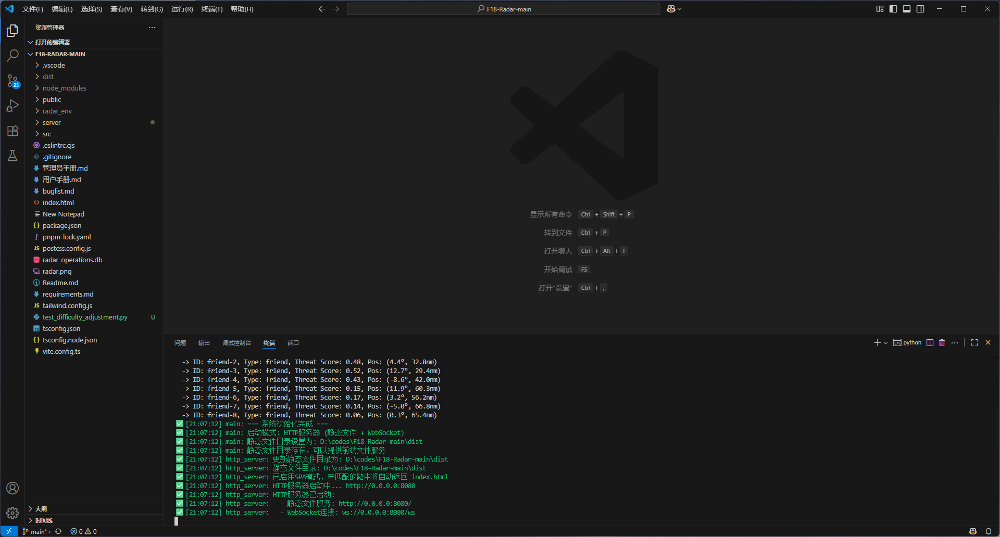 文件(F) 编辑(E) 选择(S) 查看(V) 转到(G) 运行(R) 终端(T) 帮助(H)
F18-Radar-main
资源管理器
打开的编辑器
F18-RADAR-MAIN
.vscode
dist
node_modules
public
radar_env
server
src
.eslintrc.cjs
.gitignore
管理员手册.md
用户手册.md
buglist.md
index.html
New Notepad
package.json
pnpm-lock.yaml
postcss.config.js
radar_operations.db
radar.png
Readme.md
requirements.md
tailwind.config.js
test_difficulty_adjustment.py U
tsconfig.json
tsconfig.node.json
vite.config.ts
大纲
时间线
25
显示所有命令 Ctrl + Shift + P
转到文件 Ctrl + P
打开聊天 Ctrl + Alt + I
开始调试 F5
打开"设置" Ctrl + ,
问题 输出 调试控制台 终端 端口
python
-> ID: friend-2, Type: friend, Threat Score: 0.48, Pos: (4.4°, 32.8nm)
-> ID: friend-3, Type: friend, Threat Score: 0.52, Pos: (12.7°, 29.4nm)
-> ID: friend-4, Type: friend, Threat Score: 0.43, Pos: (-8.6°, 42.0nm)
-> ID: friend-5, Type: friend, Threat Score: 0.15, Pos: (11.9°, 60.3nm)
-> ID: friend-6, Type: friend, Threat Score: 0.17, Pos: (3.2°, 56.2nm)
-> ID: friend-7, Type: friend, Threat Score: 0.14, Pos: (-5.0°, 66.8nm)
-> ID: friend-8, Type: friend, Threat Score: 0.06, Pos: (0.3°, 65.4nm)
✅ [21:07:12] main: === 系统初始化完成 ===
✅ [21:07:12] main: 启动模式: HTTP服务器 (静态文件 + WebSocket)
✅ [21:07:12] main: 静态文件目录设置为: D:\codes\F18-Radar-main\dist
✅ [21:07:12] main: 静态文件目录存在，可以提供前端文件服务
✅ [21:07:12] http_server: 更新静态文件目录为: D:\codes\F18-Radar-main\dist
✅ [21:07:12] http_server: 静态文件目录: D:\codes\F18-Radar-main\dist
✅ [21:07:12] http_server: 已启用SPA模式，未匹配的路由将自动返回 index.html
✅ [21:07:12] http_server: HTTP服务器启动中... http://0.0.0.0:8080
✅ [21:07:12] http_server: HTTP服务器已启动:
✅ [21:07:12] http_server:   - 静态文件服务: http://0.0.0.0:8080/
✅ [21:07:12] http_server:   - WebSocket连接: ws://0.0.0.0:8080/ws
main*+ 0 0